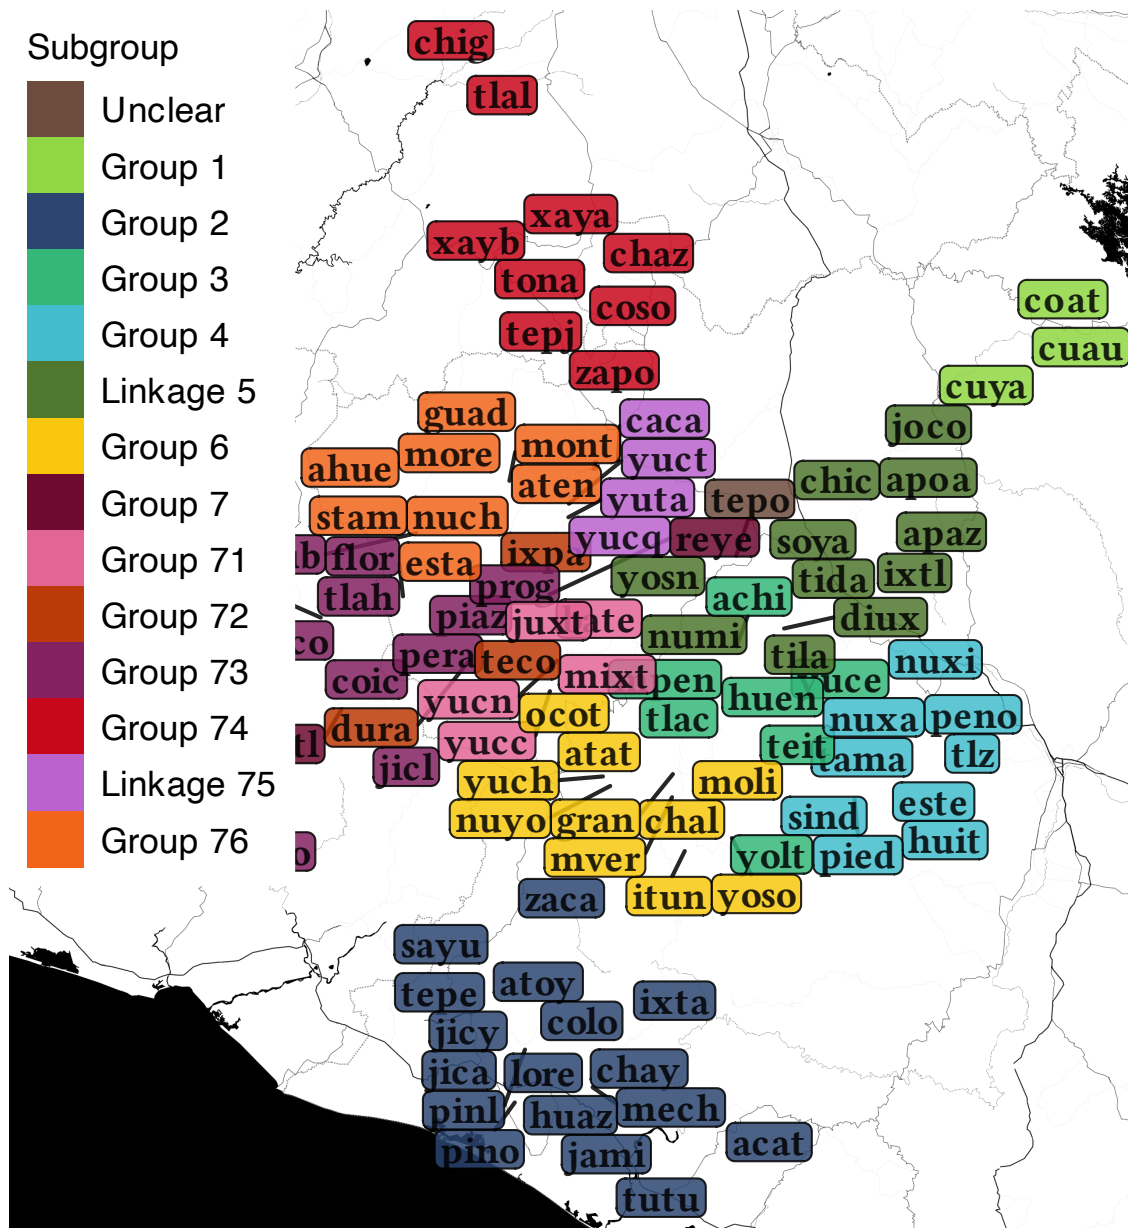 Subgroup
Unclear
Group 1
Group 2
Group 3
Group 4
Linkage 5
Group 6
Group 7
Group 71
Group 72
Group 73
Group 74
Linkage 75
Group 76
chig
tlal
xaya
xayb
chaz
tona
coso
tepj
zapo
coat
cuau
cuya
joco
guad
caca
mont
more
yuct
ahue
aten
chic
apoa
yuta
tepo
stam
nuch
yucq
reye
soya
apaz
flor
esta
ixpa
prog
yosn
tida
ixtl
tlah
achi
piaz
juxt
diux
numi
pera
teco
tila
nuxi
coic
mixt
yucn
huen
ocot
tlac
nuxa
peno
dura
yucc
atat
teit
tama
tlz
jicl
yuch
moli
este
nuyo
gran
chal
sind
huit
mver
yolt
pied
zaca
itun
yoso
sayu
tepe
atoy
ixta
jicy
colo
jica
lore
chay
pinl
huaz
mech
pino
jami
acat
tutu